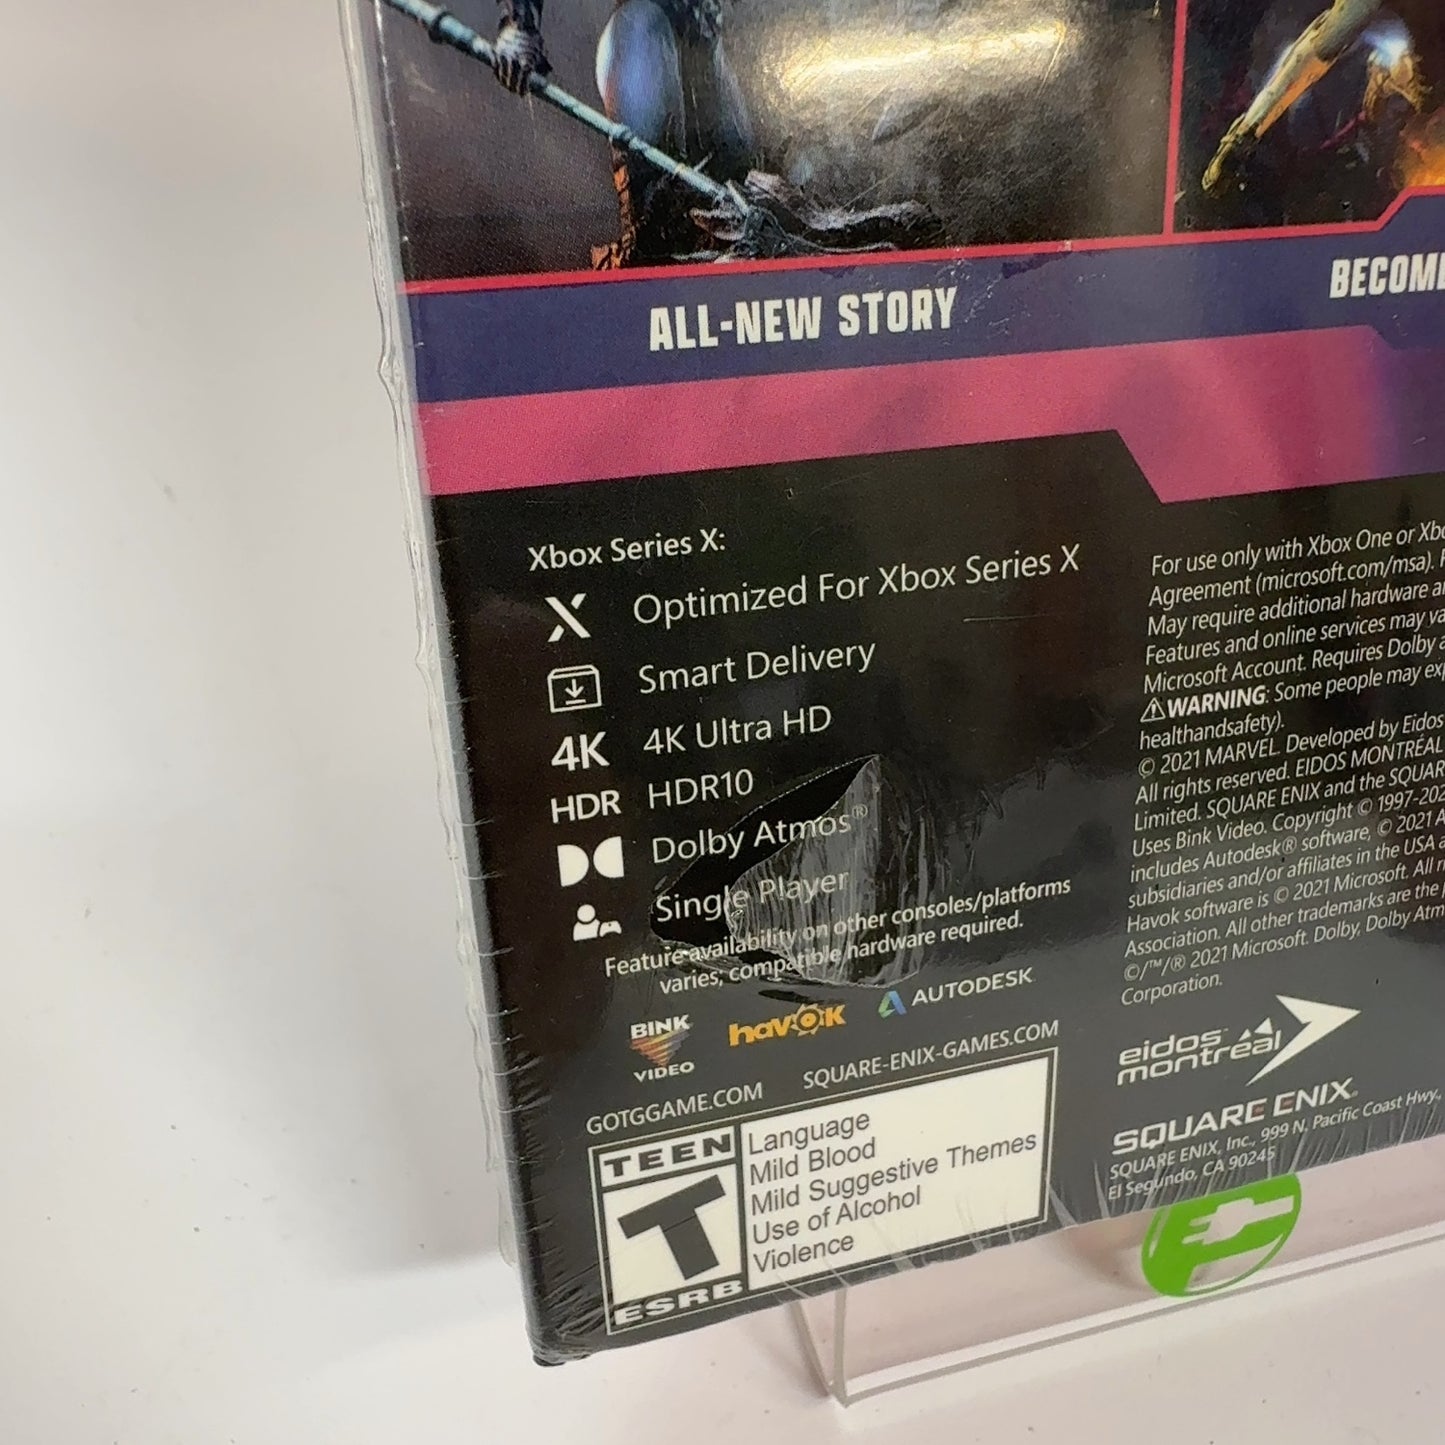 ALL-NEW STORY
BECOME
Xbox Series X:
Optimized For Xbox Series X
Smart Delivery
4K 4K Ultra HD
HDR HDR10
Dolby Atmos®
Single Player
Feature availability on other consoles/platforms
varies; compatible hardware required.
BINK
VIDEO
havok
AUTODESK
GOTGGAME.COM SQUARE-ENIX-GAMES.COM
TEEN
T
ESRB
Language
Mild Blood
Mild Suggestive Themes
Use of Alcohol
Violence
For use only with Xbox One or
Agreement (microsoft.com/msa).
May require additional hardware
Features and online services may
Microsoft Account. Requires Dolby
⚠WARNING: Some people may
healthandsafety).
© 2021 MARVEL. Developed by Eidos
All rights reserved. EIDOS MONTRÉAL
Limited. SQUARE ENIX and the SQUAR
Uses Bink Video. Copyright © 1997-202
includes Autodesk® software, © 2021 A
subsidiaries and/or affiliates in the USA
Havok software is © 2021 Microsoft. All
Association. All other trademarks are the
©/™/® 2021 Microsoft. Dolby, Dolby Atm
Corporation.
eidos
montréal
SQUARE ENIX.
SQUARE ENIX, Inc., 999 N. Pacific Coast Hwy.,
El Segundo, CA 90245